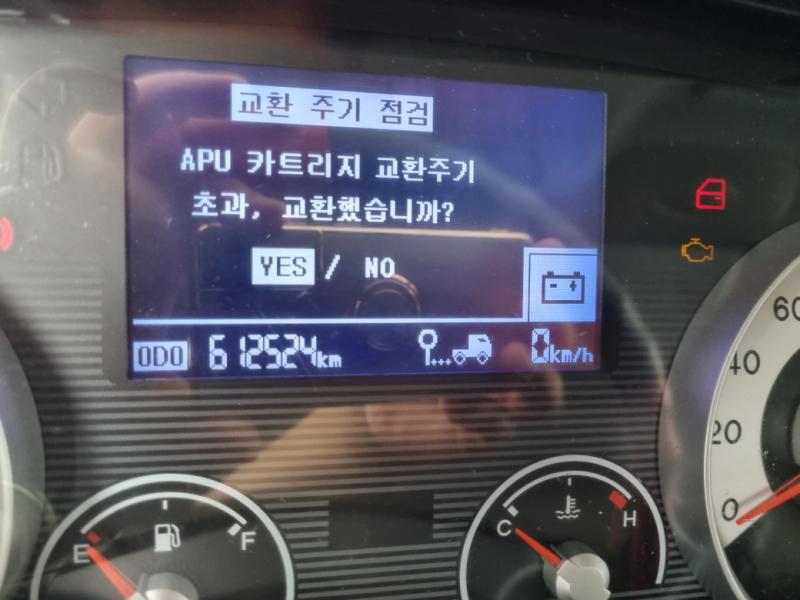 교환 주기 점검
APU 카트리지 교환주기
초과, 교환했습니까?
YES / NO
ODO 612524km 0km/h
60
40
20
0
E F
C H